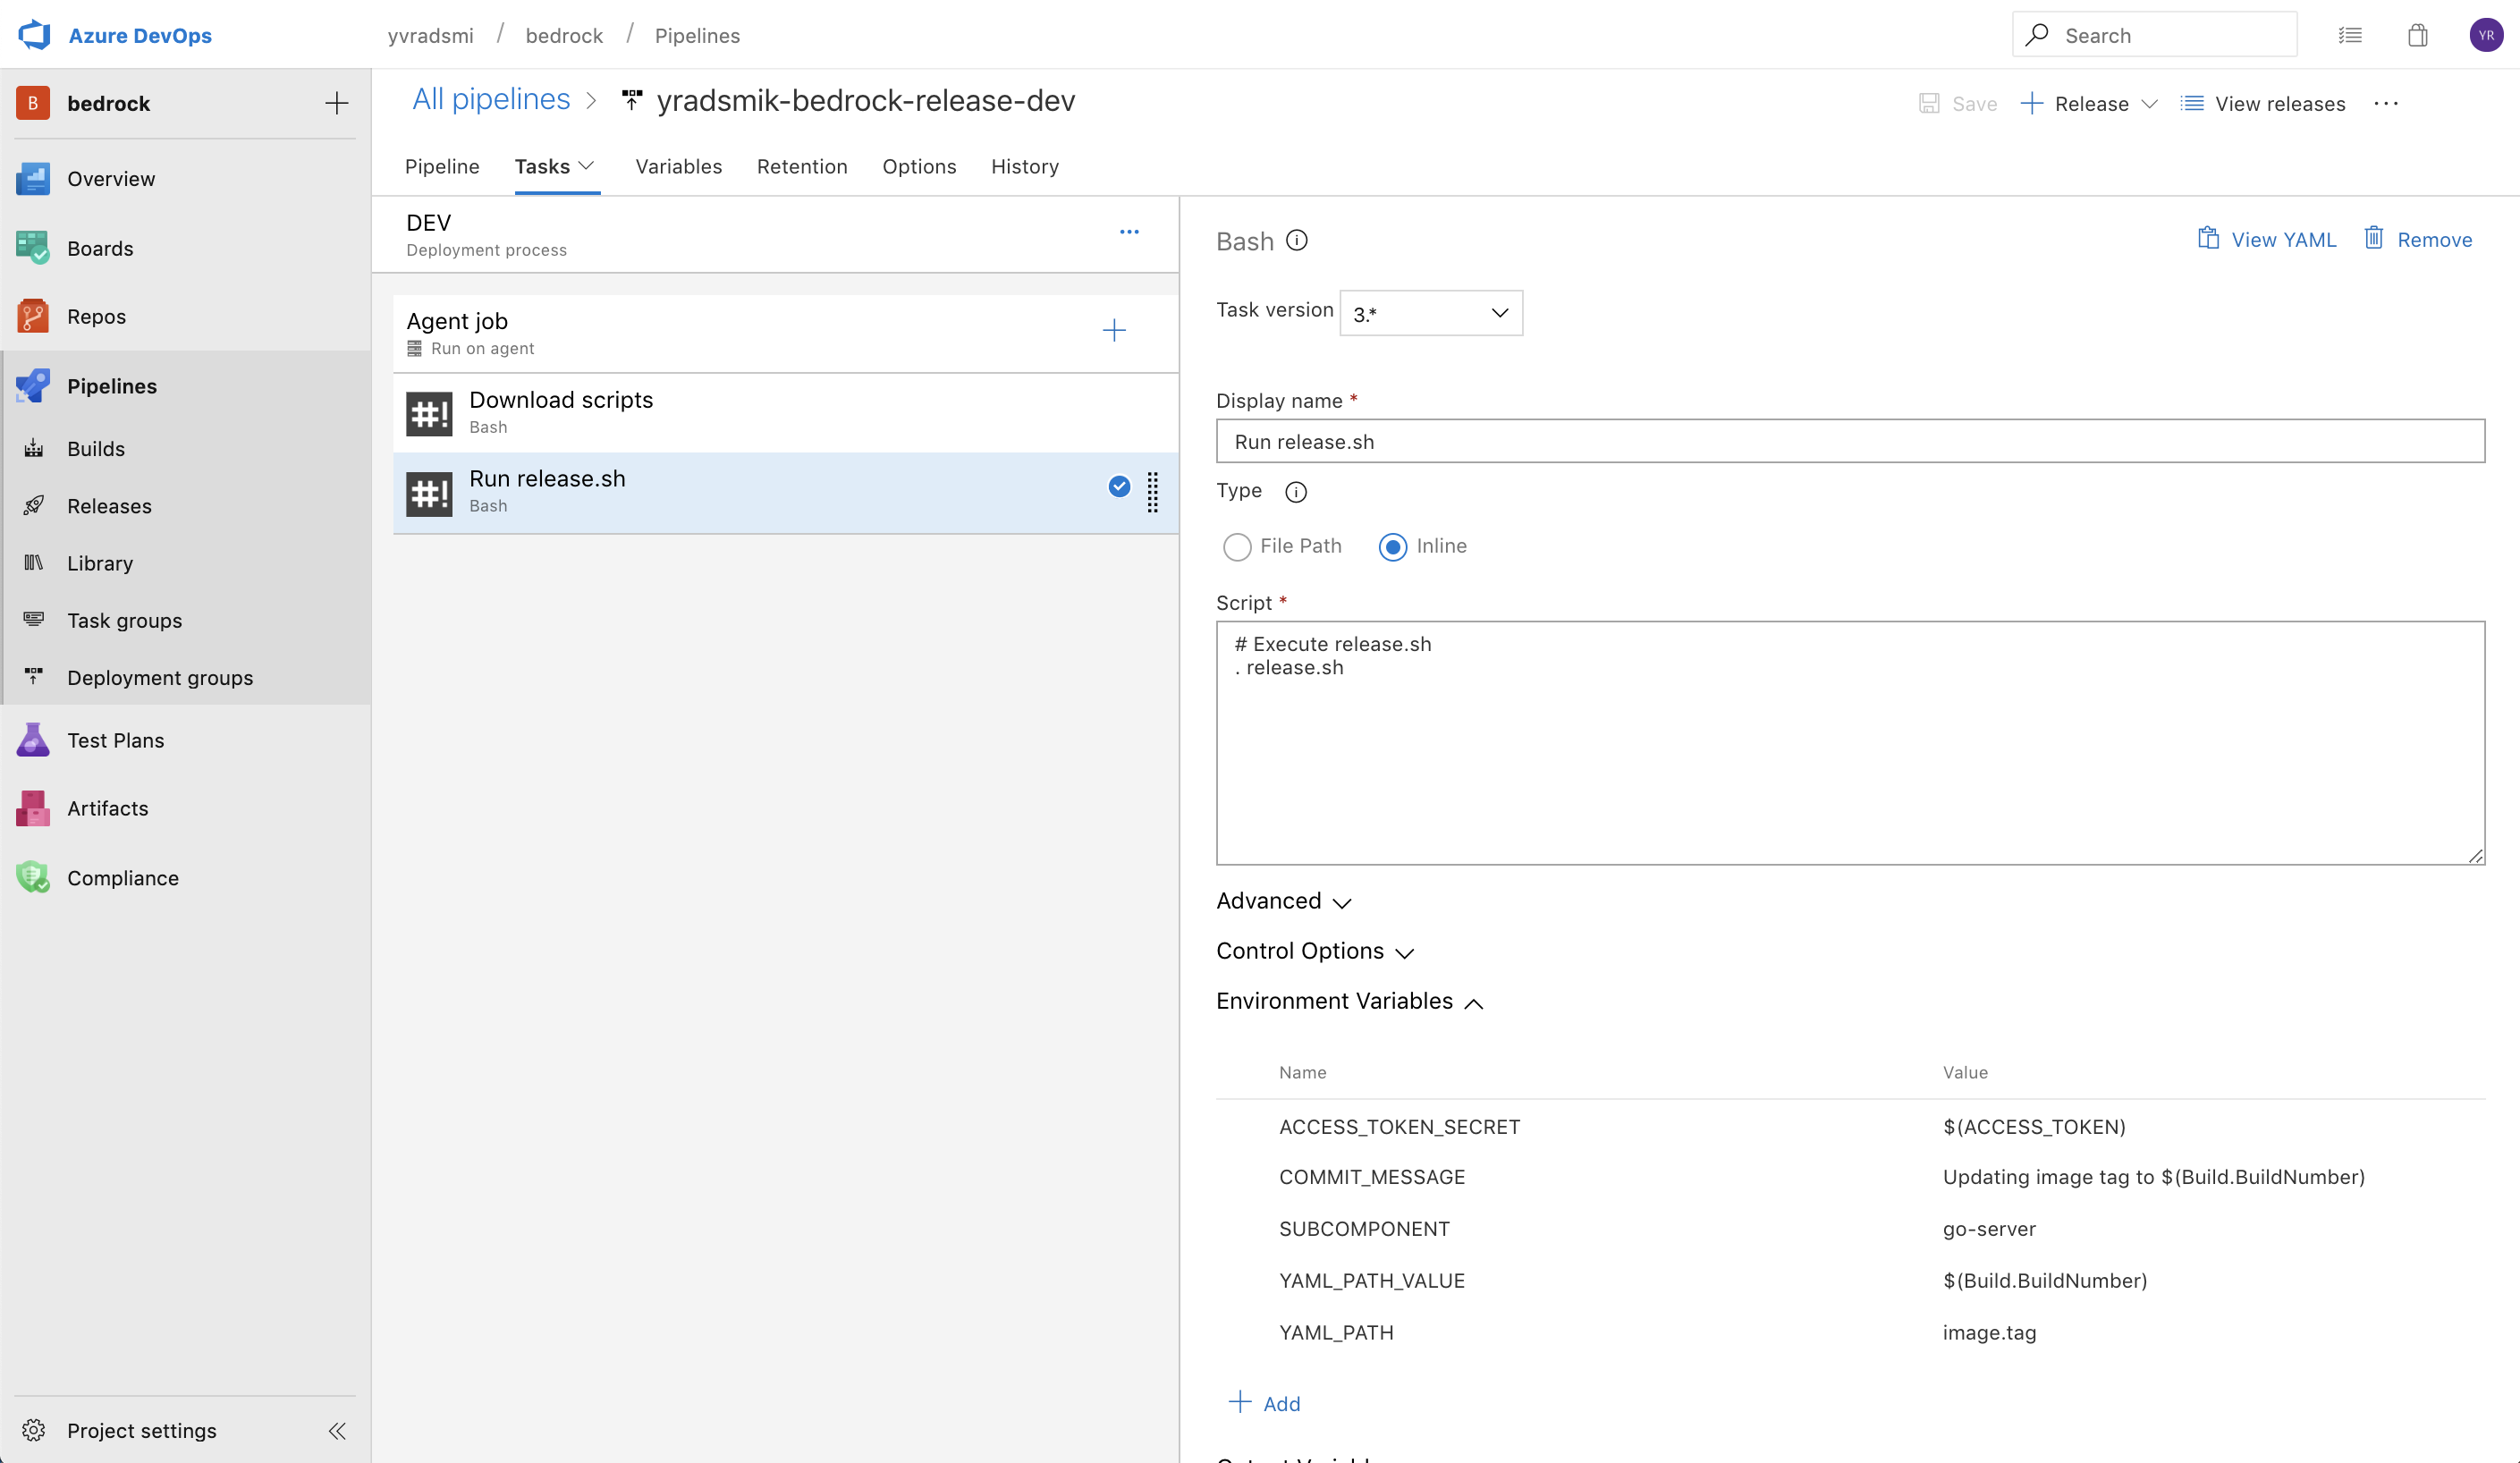 Azure DevOps
yvradsmi / bedrock / Pipelines
Search
YR
B
bedrock
Overview
Boards
Repos
Pipelines
Builds
Releases
Library
Task groups
Deployment groups
Test Plans
Artifacts
Compliance
Project settings
All pipelines > yradsmik-bedrock-release-dev
Save
Release
View releases
Pipeline
Tasks
Variables
Retention
Options
History
DEV
Deployment process
Agent job
Run on agent
#!
Download scripts
Bash
#!
Run release.sh
Bash
Bash
View YAML
Remove
Task version
3.*
Display name *
Run release.sh
Type
File Path
Inline
Script *
# Execute release.sh
. release.sh
Advanced
Control Options
Environment Variables
Name Value
ACCESS_TOKEN_SECRET $(ACCESS_TOKEN)
COMMIT_MESSAGE Updating image tag to $(Build.BuildNumber)
SUBCOMPONENT go-server
YAML_PATH_VALUE $(Build.BuildNumber)
YAML_PATH image.tag
Add